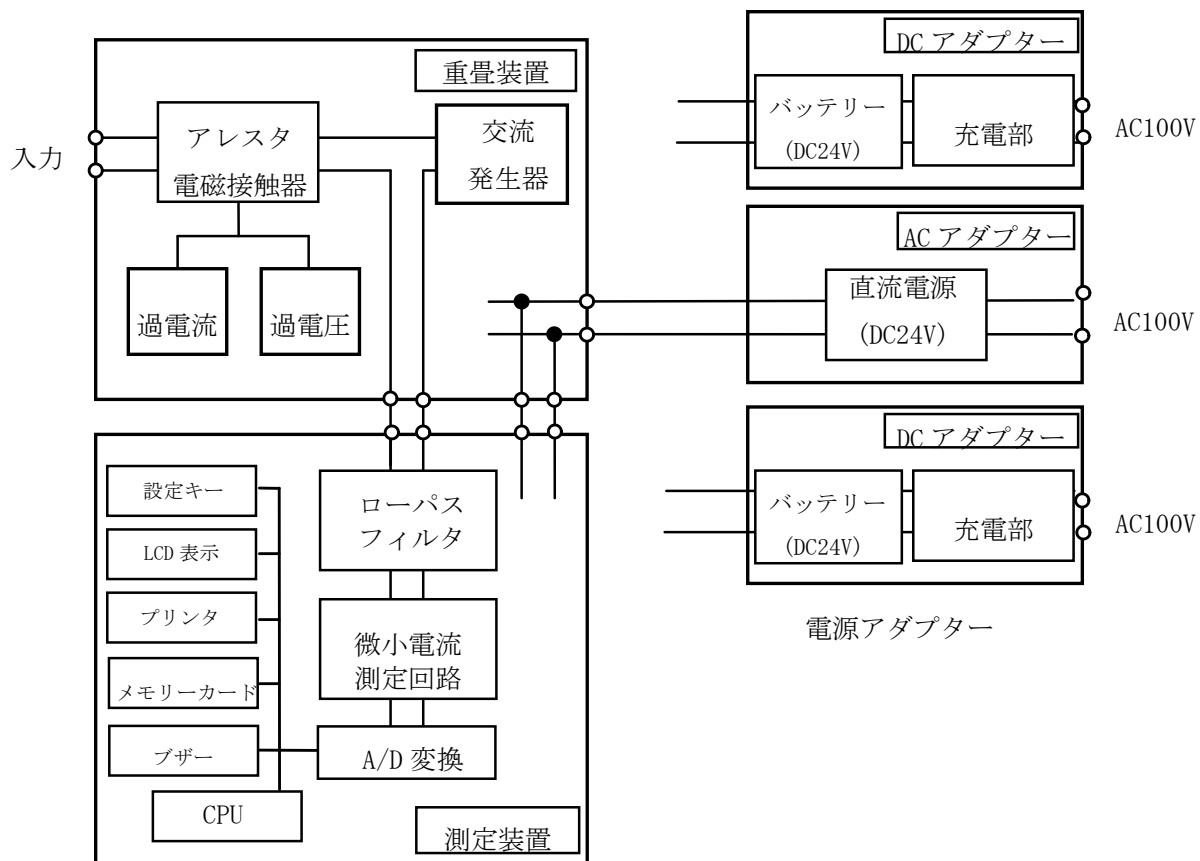 重畳装置
入力
アレスタ
電磁接触器
交流
発生器
過電流
過電圧
DC アダプター
バッテリー
(DC24V)
充電部
AC100V
AC アダプター
直流電源
(DC24V)
AC100V
DC アダプター
バッテリー
(DC24V)
充電部
AC100V
電源アダプター
設定キー
LCD 表示
プリンタ
メモリーカード
ブザー
CPU
ローパス
フィルタ
微小電流
測定回路
A/D 変換
測定装置